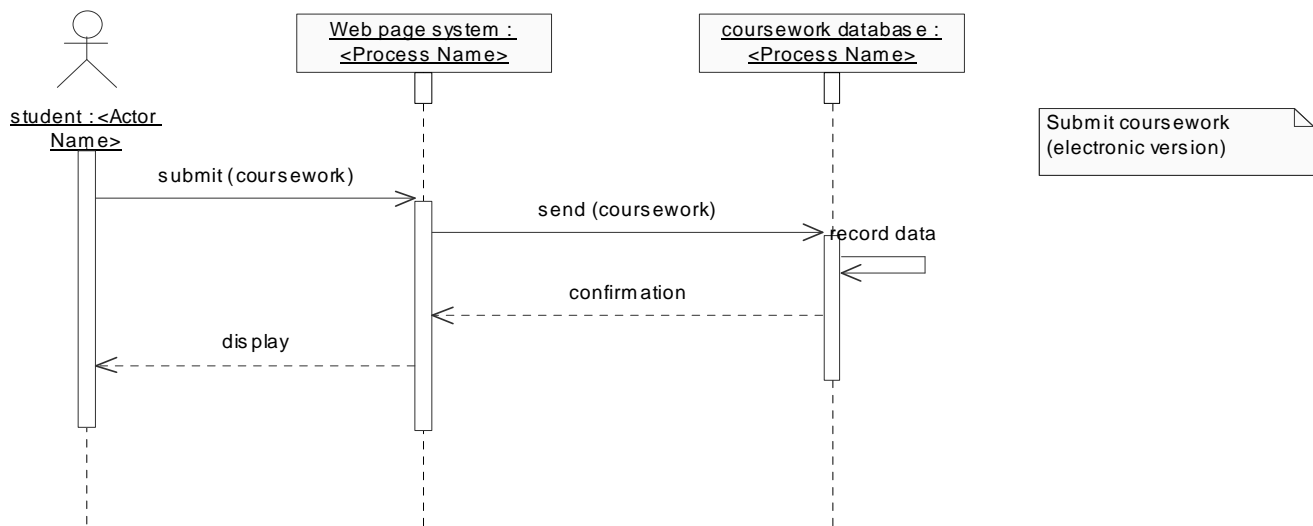 Web page system :
<Process Name>
coursework database :
<Process Name>
student : <Actor
Name>
Submit coursework
(electronic version)
submit (coursework)
send (coursework)
record data
confirmation
display